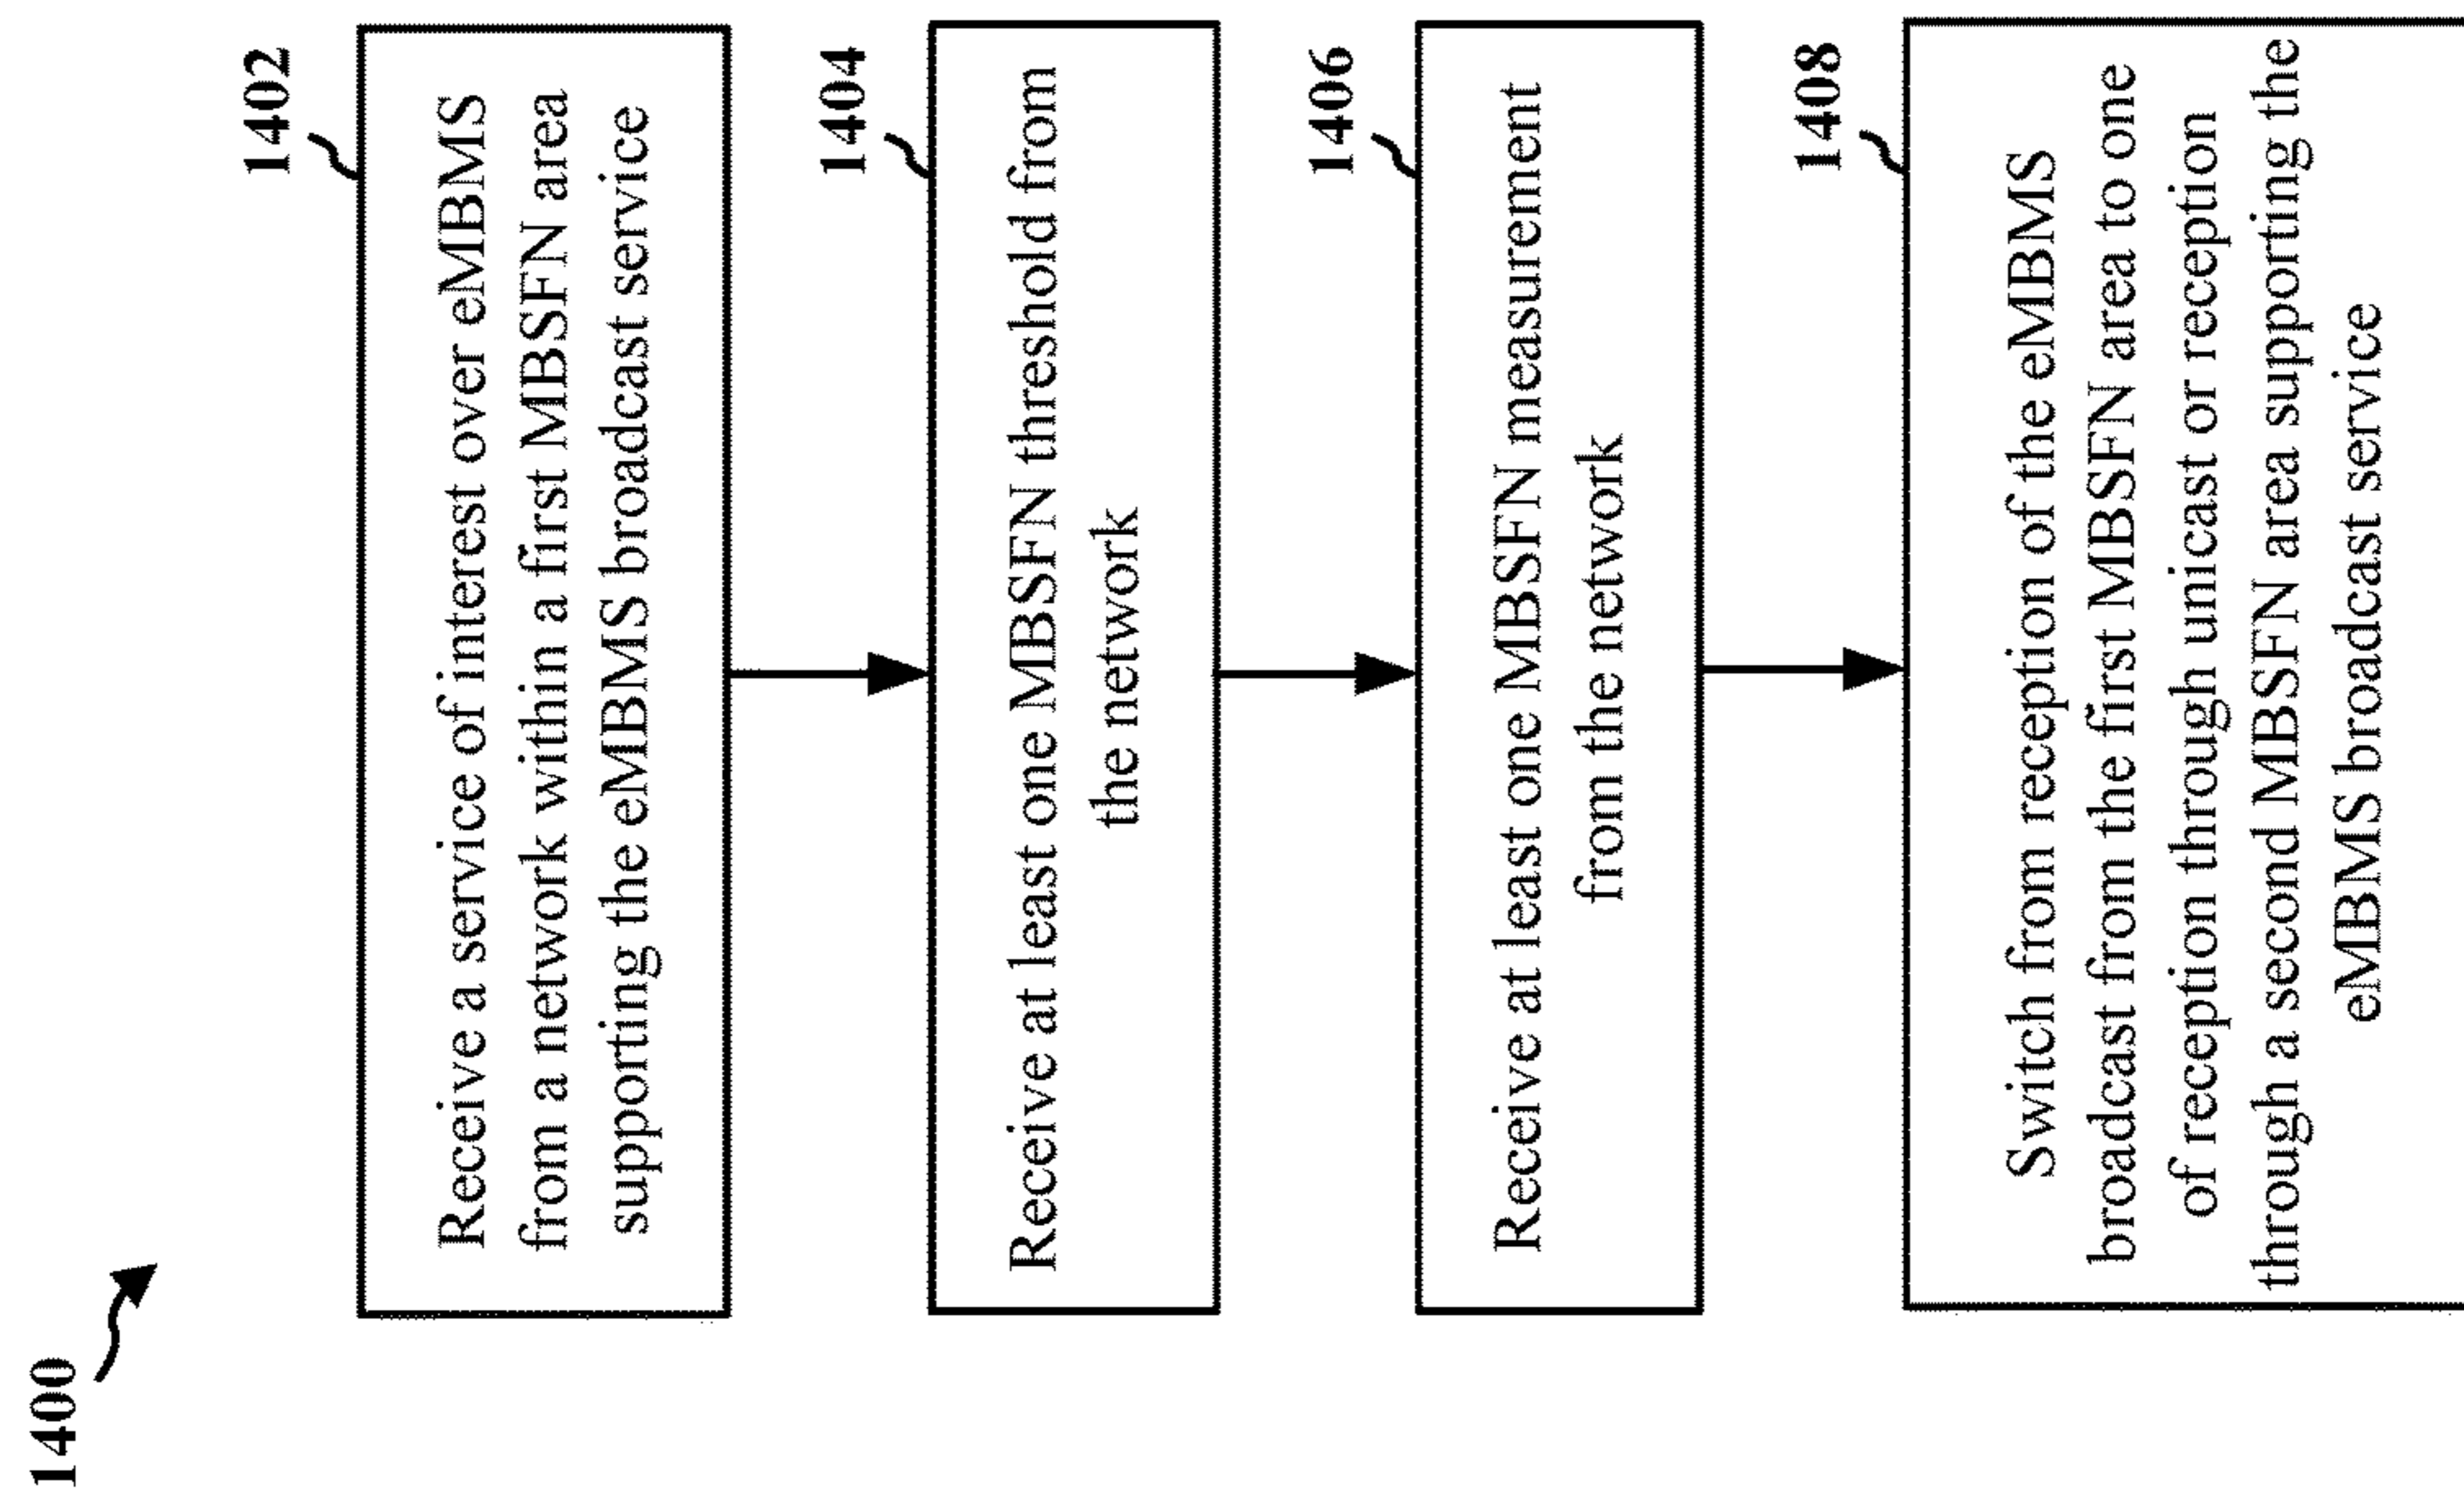 1400
1402
Receive a service of interest over eMBMS
from a network within a first MBSFN area
supporting the eMBMS broadcast service
1404
Receive at least one MBSFN threshold from
the network
1406
Receive at least one MBSFN measurement
from the network
1408
Switch from reception of the eMBMS
broadcast from the first MBSFN area to one
of reception through unicast or reception
through a second MBSFN area supporting the
eMBMS broadcast service